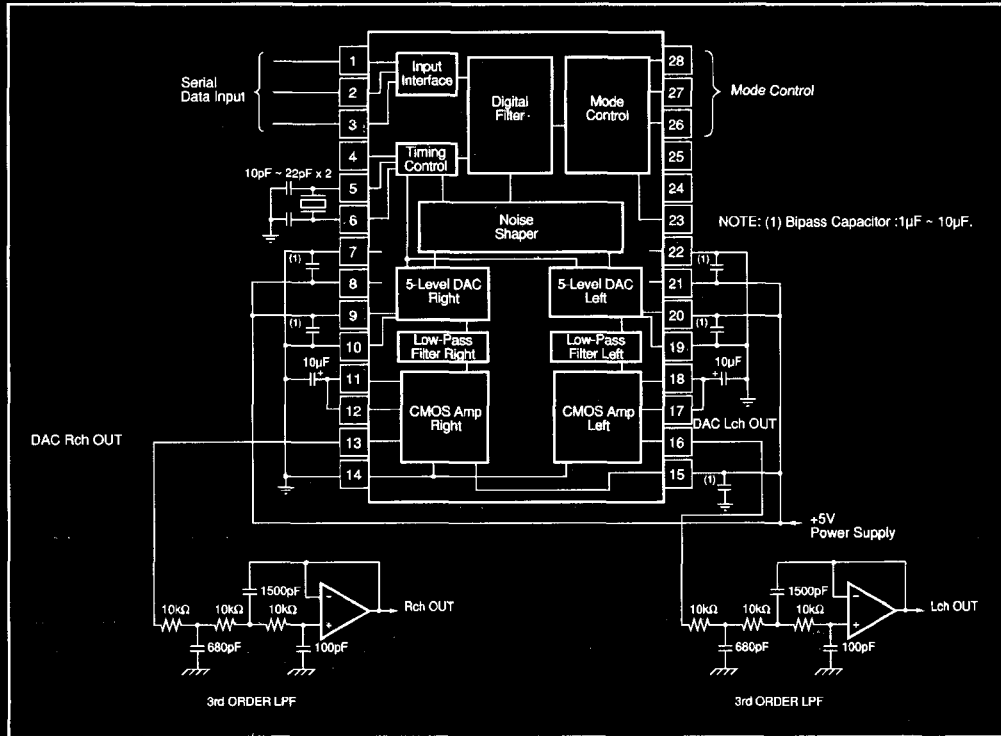 Serial
Data Input
1
2
3
4
5
6
7
8
9
10
11
12
13
14
28
27
26
25
24
23
22
21
20
19
18
17
16
15
Input
Interface
Digital
Filter
Mode
Control
Mode Control
Timing
Control
10pF ~ 22pF x 2
Noise
Shaper
NOTE: (1) Bipass Capacitor :1µF ~ 10µF.
(1)
(1)
(1)
(1)
(1)
5-Level DAC
Right
5-Level DAC
Left
Low-Pass
Filter Right
Low-Pass
Filter Left
10µF
+
10µF
+
CMOS Amp
Right
CMOS Amp
Left
DAC Rch OUT
DAC Lch OUT
+5V
Power Supply
1500pF
10kΩ
10kΩ
10kΩ
−
+
Rch OUT
680pF
100pF
3rd ORDER LPF
1500pF
10kΩ
10kΩ
10kΩ
−
+
Lch OUT
680pF
100pF
3rd ORDER LPF